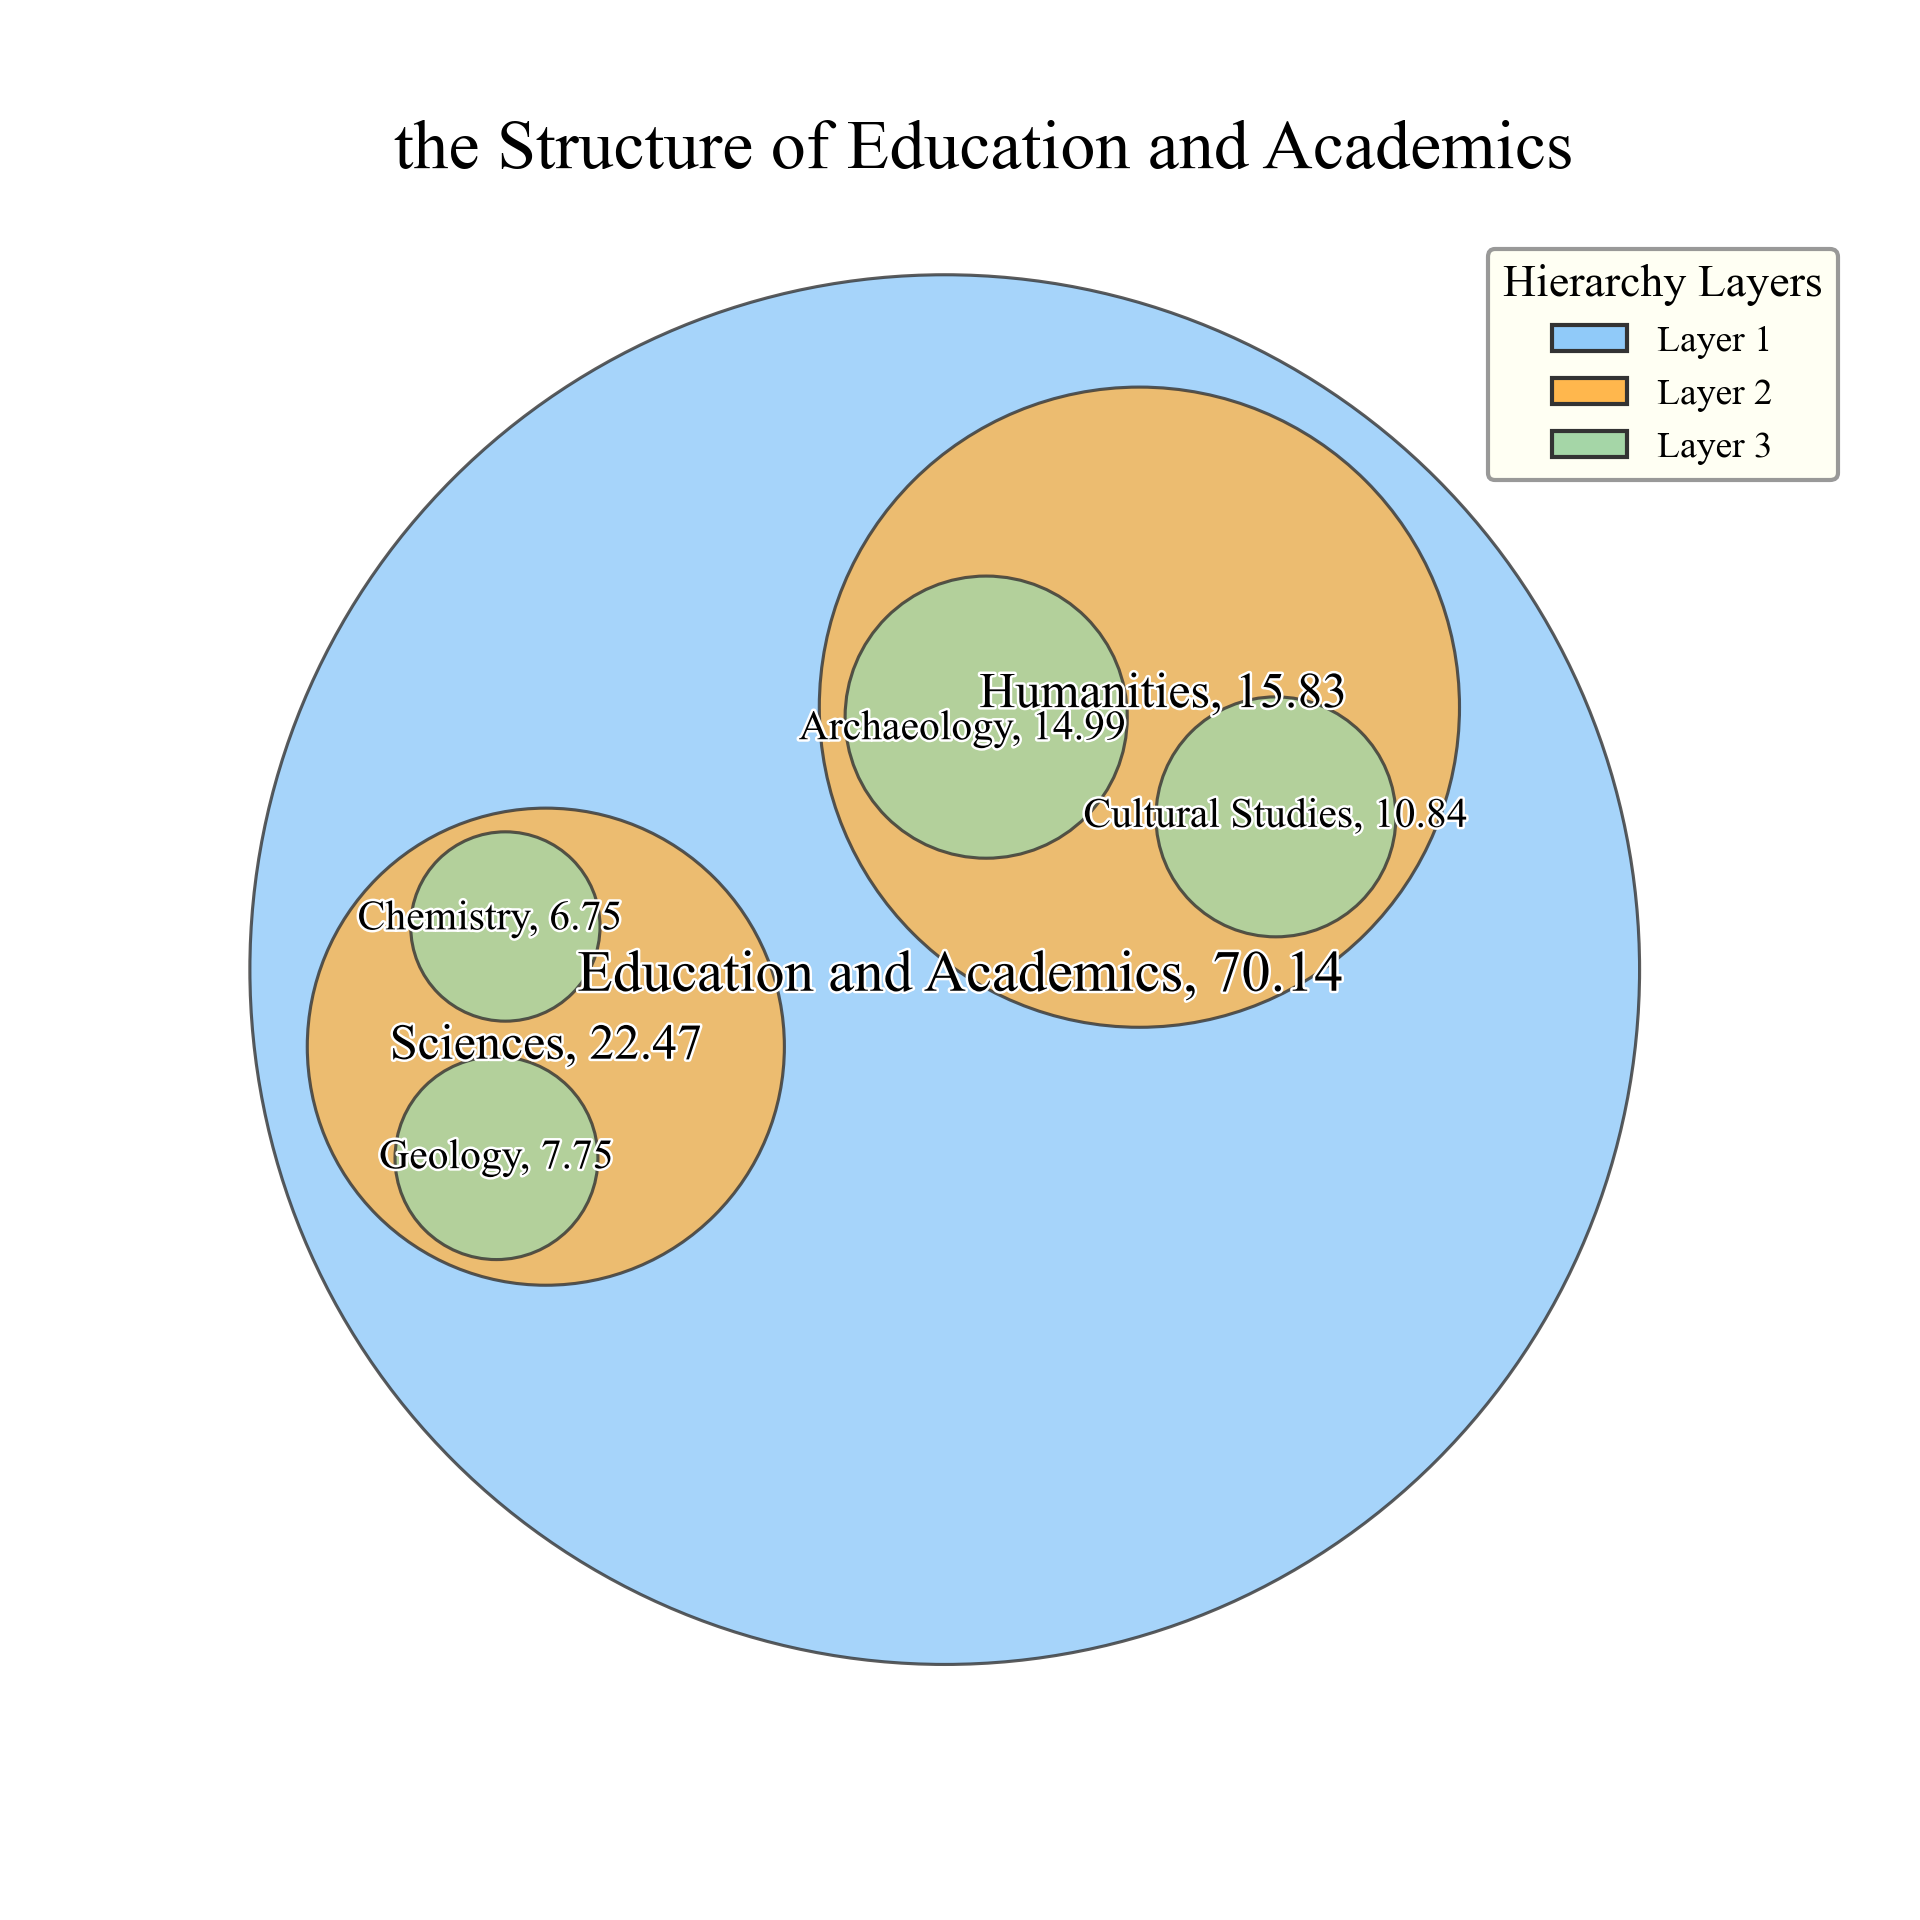 the Structure of Education and Academics
Hierarchy Layers
Layer 1
Layer 2
Layer 3
Humanities, 15.83
Archaeology, 14.99
Cultural Studies, 10.84
Chemistry, 6.75
Education and Academics, 70.14
Sciences, 22.47
Geology, 7.75